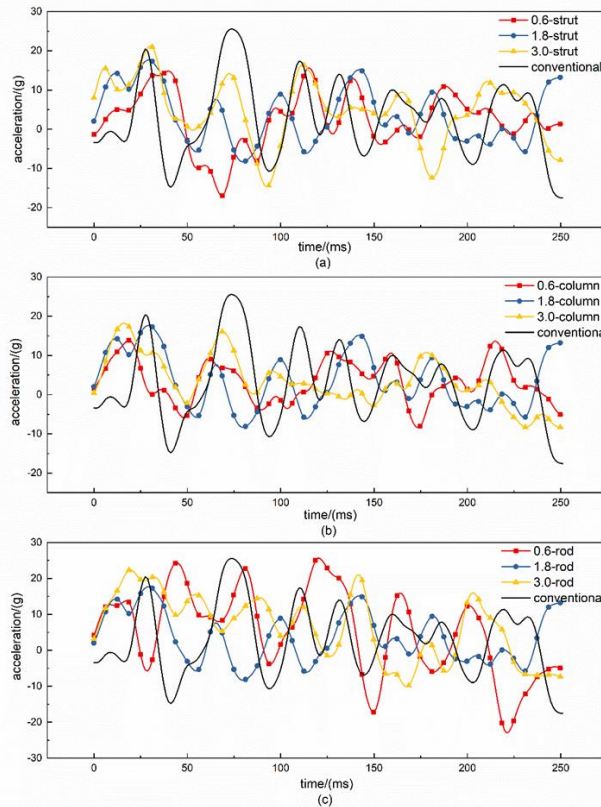 30
20
10
0
-10
-20
acceleration/(g)
0.6-strut
1.8-strut
3.0-strut
conventional
0 50 100 150 200 250
time/(ms)
(a)
30
20
10
0
-10
-20
acceleration/(g)
0.6-column
1.8-column
3.0-column
conventional
0 50 100 150 200 250
time/(ms)
(b)
30
20
10
0
-10
-20
-30
acceleration/(g)
0.6-rod
1.8-rod
3.0-rod
conventional
0 50 100 150 200 250
time/(ms)
(c)